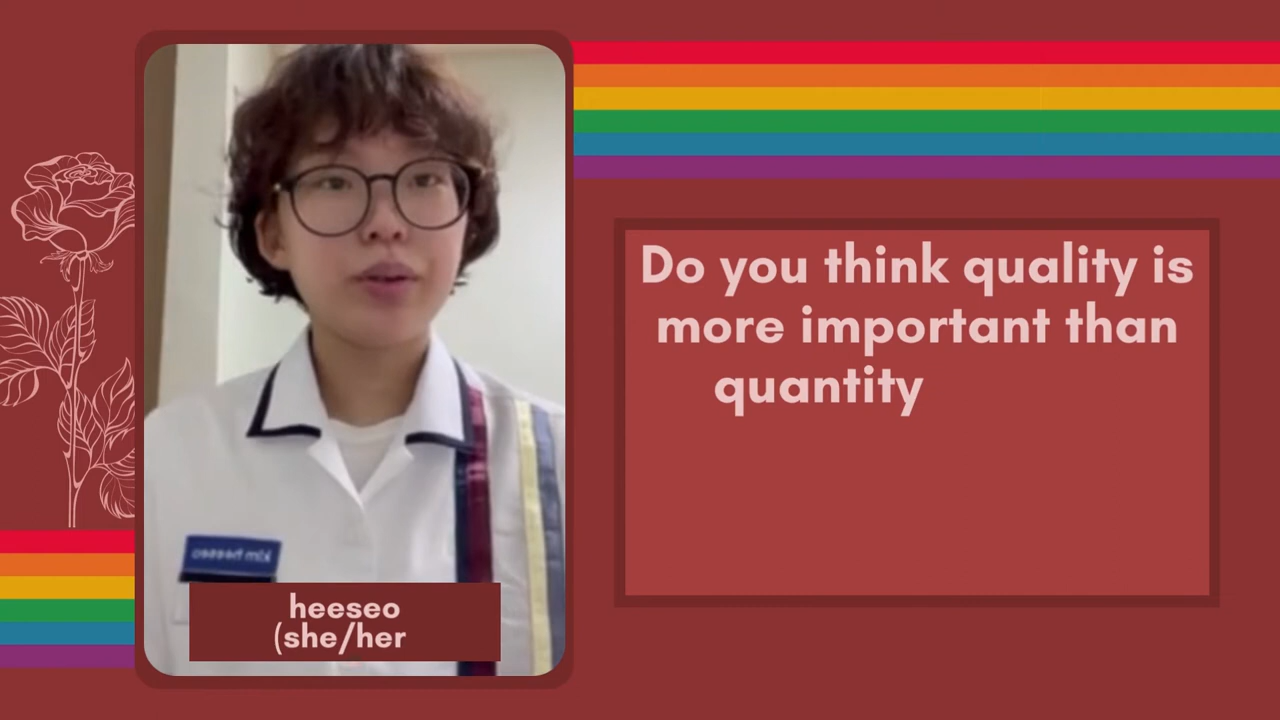 Do you think quality is
more important than
quantity
heeseo
(she/her